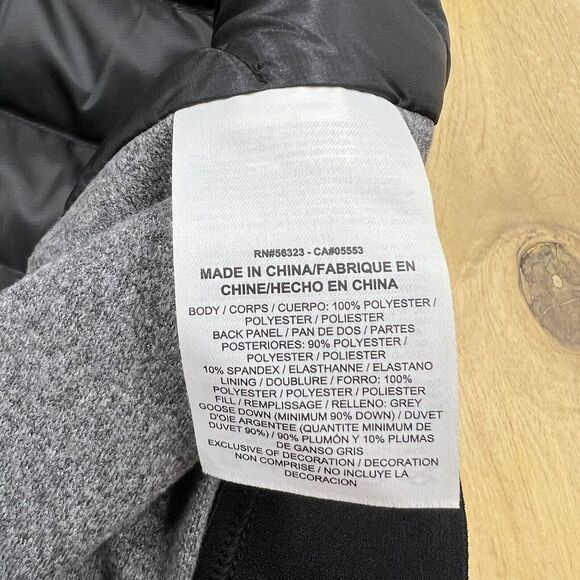 RN#56323 - CA#05553
MADE IN CHINA/FABRIQUE EN
CHINE/HECHO EN CHINA
BODY / CORPS / CUERPO: 100% POLYESTER /
POLYESTER / POLIESTER
BACK PANEL / PAN DE DOS / PARTES
POSTERIORES: 90% POLYESTER /
POLYESTER / POLIESTER
10% SPANDEX / ELASTHANNE / ELASTANO
LINING / DOUBLURE / FORRO: 100%
POLYESTER / POLYESTER / POLIESTER
FILL / REMPLISSAGE / RELLENO: GREY
GOOSE DOWN (MINIMUM 90% DOWN) / DUVET
D'OIE ARGENTEE (QUANTITE MINIMUM DE
DUVET 90%) / 90% PLUMÓN Y 10% PLUMAS
DE GANSO GRIS
EXCLUSIVE OF DECORATION / DECORATION
NON COMPRISE / NO INCLUYE LA
DECORACION